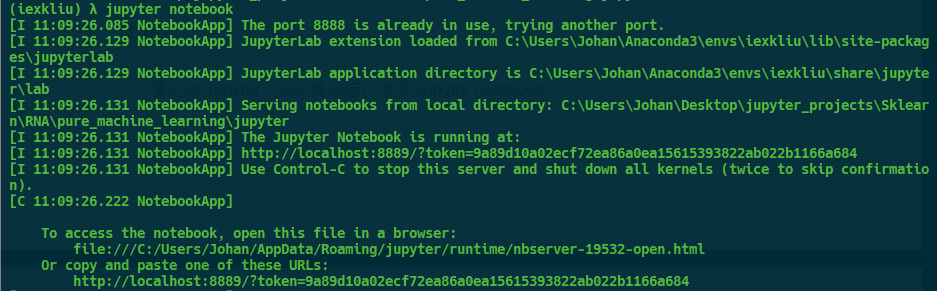 (iexkliu) λ jupyter notebook
[I 11:09:26.085 NotebookApp] The port 8888 is already in use, trying another port.
[I 11:09:26.129 NotebookApp] JupyterLab extension loaded from C:\Users\Johan\Anaconda3\envs\iexkliu\lib\site-packag
es\jupyterlab
[I 11:09:26.129 NotebookApp] JupyterLab application directory is C:\Users\Johan\Anaconda3\envs\iexkliu\share\jupyte
r\lab
[I 11:09:26.131 NotebookApp] Serving notebooks from local directory: C:\Users\Johan\Desktop\jupyter_projects\Sklear
n\RNA\pure_machine_learning\jupyter
[I 11:09:26.131 NotebookApp] The Jupyter Notebook is running at:
[I 11:09:26.131 NotebookApp] http://localhost:8889/?token=9a89d10a02ecf72ea86a0ea15615393822ab022b1166a684
[I 11:09:26.131 NotebookApp] Use Control-C to stop this server and shut down all kernels (twice to skip confirmatio
n).
[C 11:09:26.222 NotebookApp]
To access the notebook, open this file in a browser:
file:///C:/Users/Johan/AppData/Roaming/jupyter/runtime/nbserver-19532-open.html
Or copy and paste one of these URLs:
http://localhost:8889/?token=9a89d10a02ecf72ea86a0ea15615393822ab022b1166a684